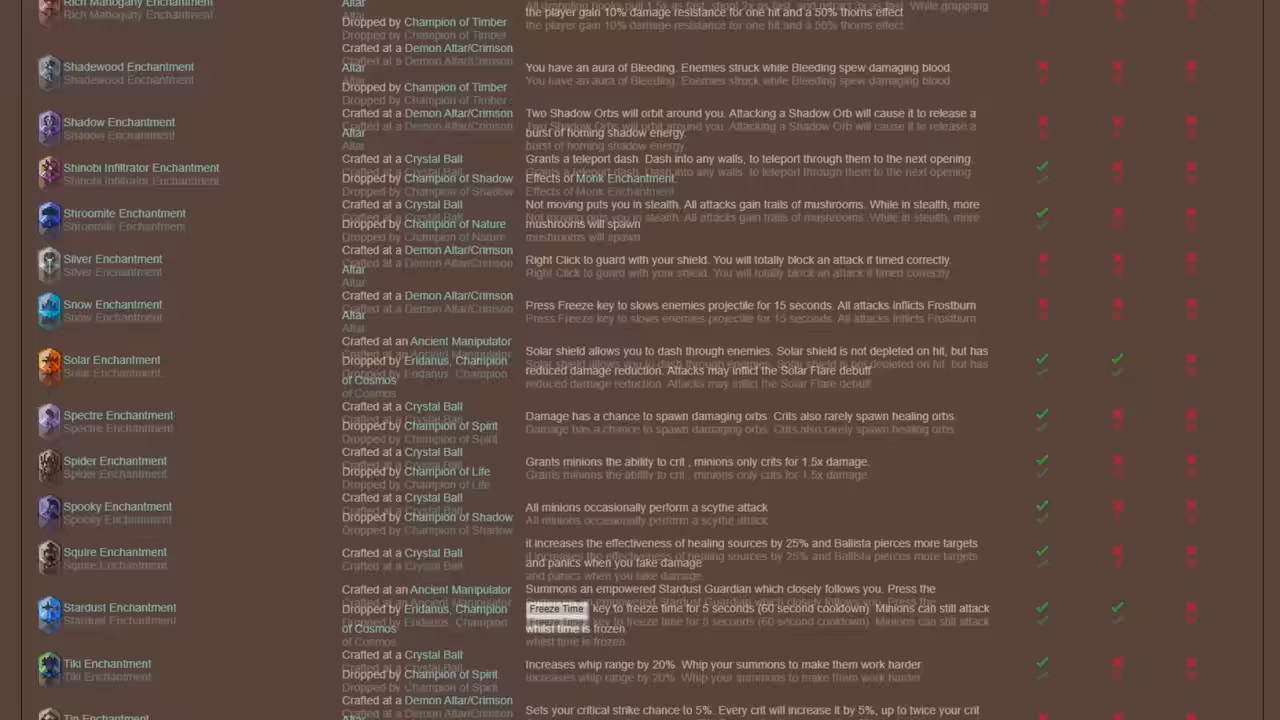 Rich Mahogany Enchantment
Altar
Dropped by Champion of Timber
the player gain 10% damage resistance for one hit and a 50% thorns effect
Shadewood Enchantment
Crafted at a Demon Altar/Crimson
Altar
Dropped by Champion of Timber
You have an aura of Bleeding. Enemies struck while Bleeding spew damaging blood.
Shadow Enchantment
Crafted at a Demon Altar/Crimson
Altar
Two Shadow Orbs will orbit around you. Attacking a Shadow Orb will cause it to release a
burst of homing shadow energy.
Shinobi Infiltrator Enchantment
Crafted at a Crystal Ball
Dropped by Champion of Shadow
Grants a teleport dash. Dash into any walls, to teleport through them to the next opening.
Effects of Monk Enchantment.
Shroomite Enchantment
Crafted at a Crystal Ball
Dropped by Champion of Nature
Not moving puts you in stealth. All attacks gain trails of mushrooms. While in stealth, more
mushrooms will spawn
Silver Enchantment
Crafted at a Demon Altar/Crimson
Altar
Right Click to guard with your shield. You will totally block an attack if timed correctly.
Snow Enchantment
Crafted at a Demon Altar/Crimson
Altar
Press Freeze key to slows enemies projectile for 15 seconds. All attacks inflicts Frostburn
Solar Enchantment
Crafted at an Ancient Manipulator
Dropped by Eridanus, Champion
of Cosmos
Solar shield allows you to dash through enemies. Solar shield is not depleted on hit, but has
reduced damage reduction. Attacks may inflict the Solar Flare debuff.
Spectre Enchantment
Crafted at a Crystal Ball
Dropped by Champion of Spirit
Damage has a chance to spawn damaging orbs. Crits also rarely spawn healing orbs.
Spider Enchantment
Crafted at a Crystal Ball
Dropped by Champion of Life
Grants minions the ability to crit , minions only crits for 1.5x damage.
Spooky Enchantment
Crafted at a Crystal Ball
Dropped by Champion of Shadow
All minions occasionally perform a scythe attack
Squire Enchantment
Crafted at a Crystal Ball
it increases the effectiveness of healing sources by 25% and Ballista pierces more targets
and panics when you take damage
Stardust Enchantment
Crafted at an Ancient Manipulator
Dropped by Eridanus, Champion
of Cosmos
Summons an empowered Stardust Guardian which closely follows you. Press the
Freeze Time key to freeze time for 5 seconds (60 second cooldown). Minions can still attack
whilst time is frozen.
Tiki Enchantment
Crafted at a Crystal Ball
Dropped by Champion of Spirit
Increases whip range by 20%. Whip your summons to make them work harder
Tin Enchantment
Crafted at a Demon Altar/Crimson
Altar
Sets your critical strike chance to 5%. Every crit will increase it by 5%, up to twice your crit